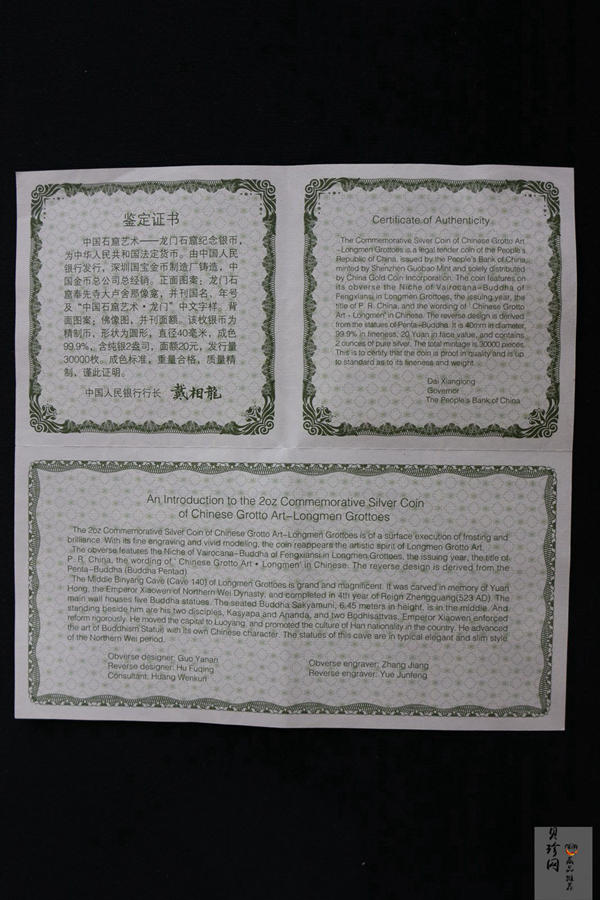 鉴定证书
中国石窟艺术——龙门石窟纪念银币，
为中华人民共和国法定货币。由中国人民
银行发行，深圳国宝金币制造厂铸造，中
国金币总公司总经销。正面图案：龙门石
窟奉先寺大卢舍那像龛，并刊国名、年号
及“中国石窟艺术·龙门”中文字样。背
面图案：佛像图，并刊面额。该枚银币为
精制币，形状为圆形，直径40毫米，成色
99.9%，含纯银2盎司，面额20元，发行量
30000枚。成色标准，重量合格，质量精
制，谨此证明。
中国人民银行行长 戴相龙
Certificate of Authenticity
The Commemorative Silver Coin of Chinese Grotto Art
-Longmen Grottoes is a legal tender coin of the People's
Republic of China, issued by the People's Bank of China,
minted by Shenzhen Guobao Mint and solely distributed
by China Gold Coin Incorporation. The coin features on
its obverse the Niche of Vairocana-Buddha of
Fengxiansi in Longmen Grottoes, the issuing year, the
title of P. R. China, and the wording of ' Chinese Grotto
Art • Longmen' in Chinese. The reverse design is derived
from the statues of Penta-Buddha. It is 40mm in diameter,
99.9% in fineness, 20 Yuan in face value, and contains
2 ounces of pure silver. The total mintage is 30000 pieces.
This is to certify that the coin is proof in quality and is up
to standard as to its fineness and weight.
Dai Xianglong
Governor
The People's Bank of China
An Introduction to the 2oz Commemorative Silver Coin
of Chinese Grotto Art-Longmen Grottoes
The 2oz Commemorative Silver Coin of Chinese Grotto Art-Longmen Grottoes is of a surface execution of frosting and
brilliance. With its fine engraving and vivid modeling, the coin reappears the artistic spirit of Longmen Grotto Art.
The obverse features the Niche of Vairocana-Buddha of Fengxiansi in Longmen Grottoes, the issuing year, the title of
P. R. China, the wording of ' Chinese Grotto Art • Longmen' in Chinese. The reverse design is derived from the
Penta-Buddha (Buddha Pentad)
The Middle Binyang Cave (Cave 140) of Longmen Grottoes is grand and magnificent. It was carved in memory of Yuan
Hong, the Emperor Xiaowen of Northern Wei Dynasty, and completed in 4th year of Reign Zhengguang(523 AD). The
main wall houses five Buddha statues. The seated Buddha Sakyamuni, 6.45 meters in height, is in the middle. And
standing beside him are his two disciples, Kasyapa and Ananda, and two Bodhisattvas. Emperor Xiaowen enforced
reform rigorously. He moved the capital to Luoyang, and promoted the culture of Han nationality in the country. He advanced
the art of Buddhism Statue with its own Chinese character. The statues of this cave are in typical elegant and slim style
of the Northern Wei period.
Obverse designer: Guo Yanan
Reverse designer: Hu Fuqing
Consultant: Huang Wenkun
Obverse engraver: Zhang Jiang
Reverse engraver: Yue Junfeng
贝珍网